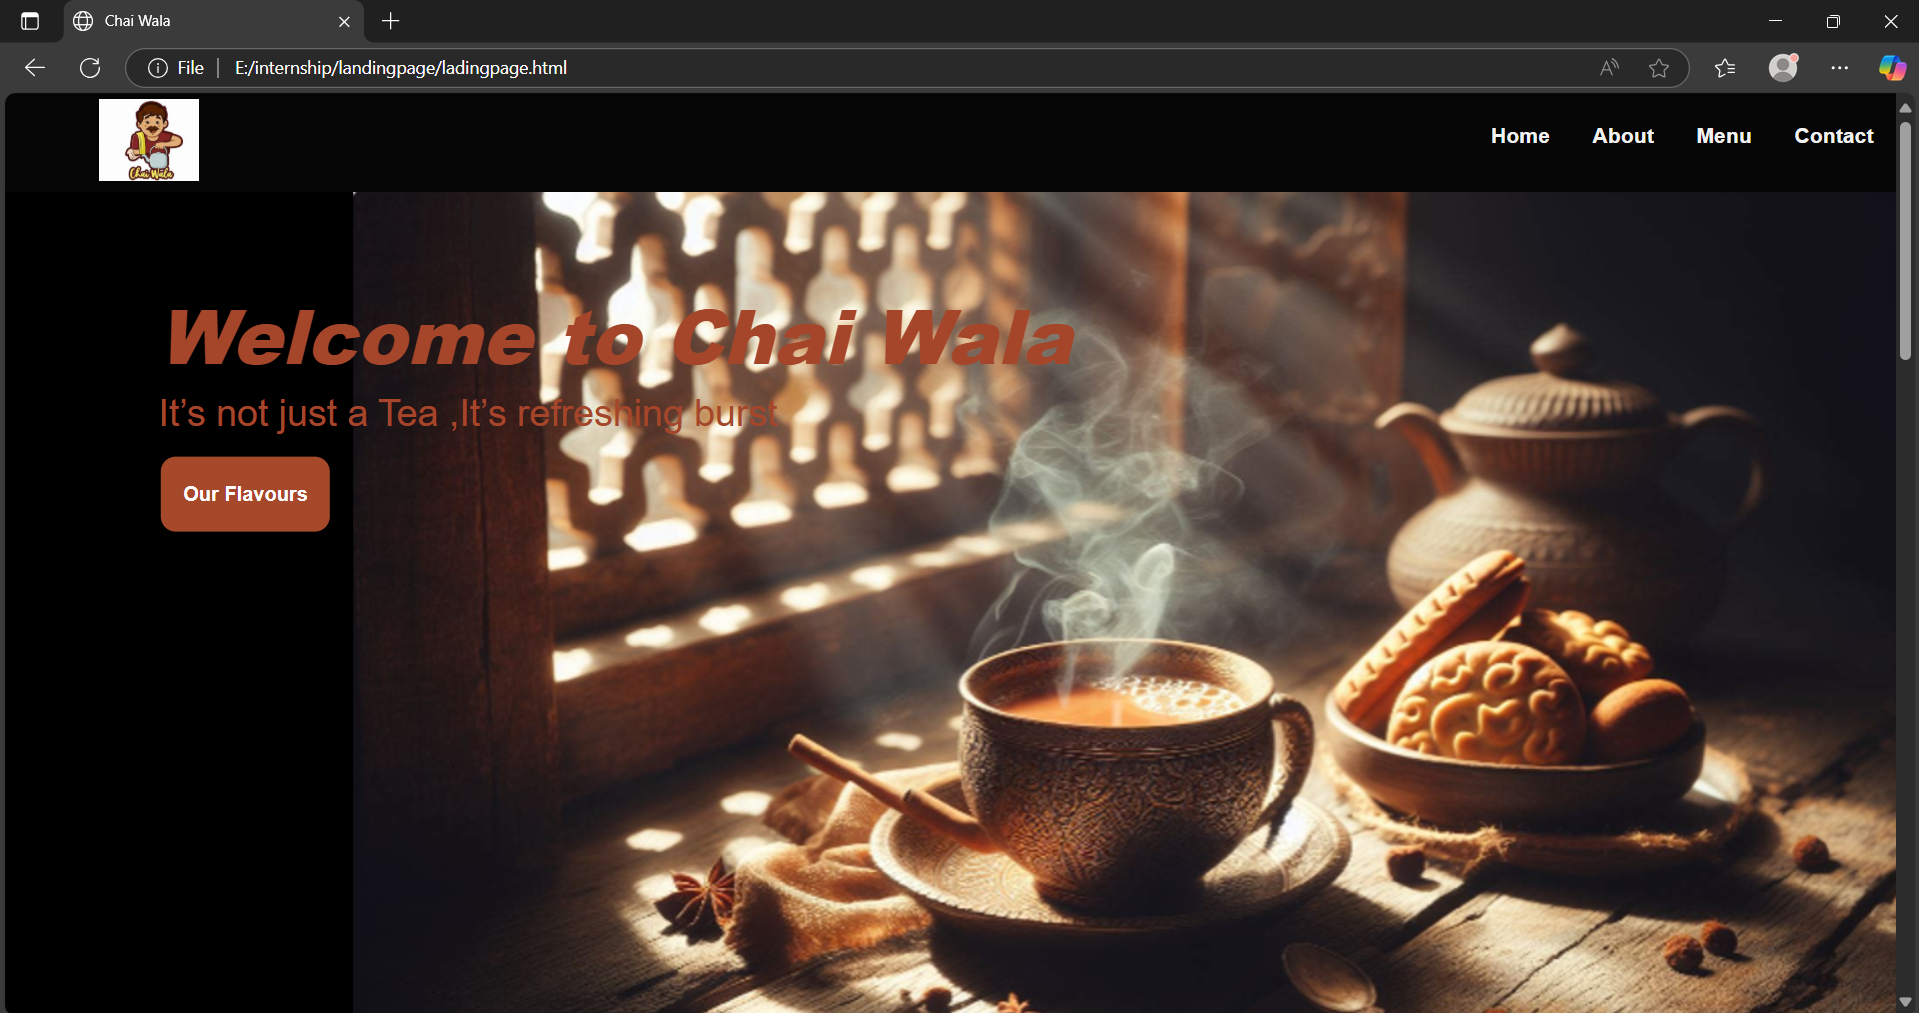 Chai Wala
File
E:/internship/landingpage/ladingpage.html
Chai Wala
Home About Menu Contact
Welcome to Chai Wala
It’s not just a Tea ,It’s refreshing burst
Our Flavours